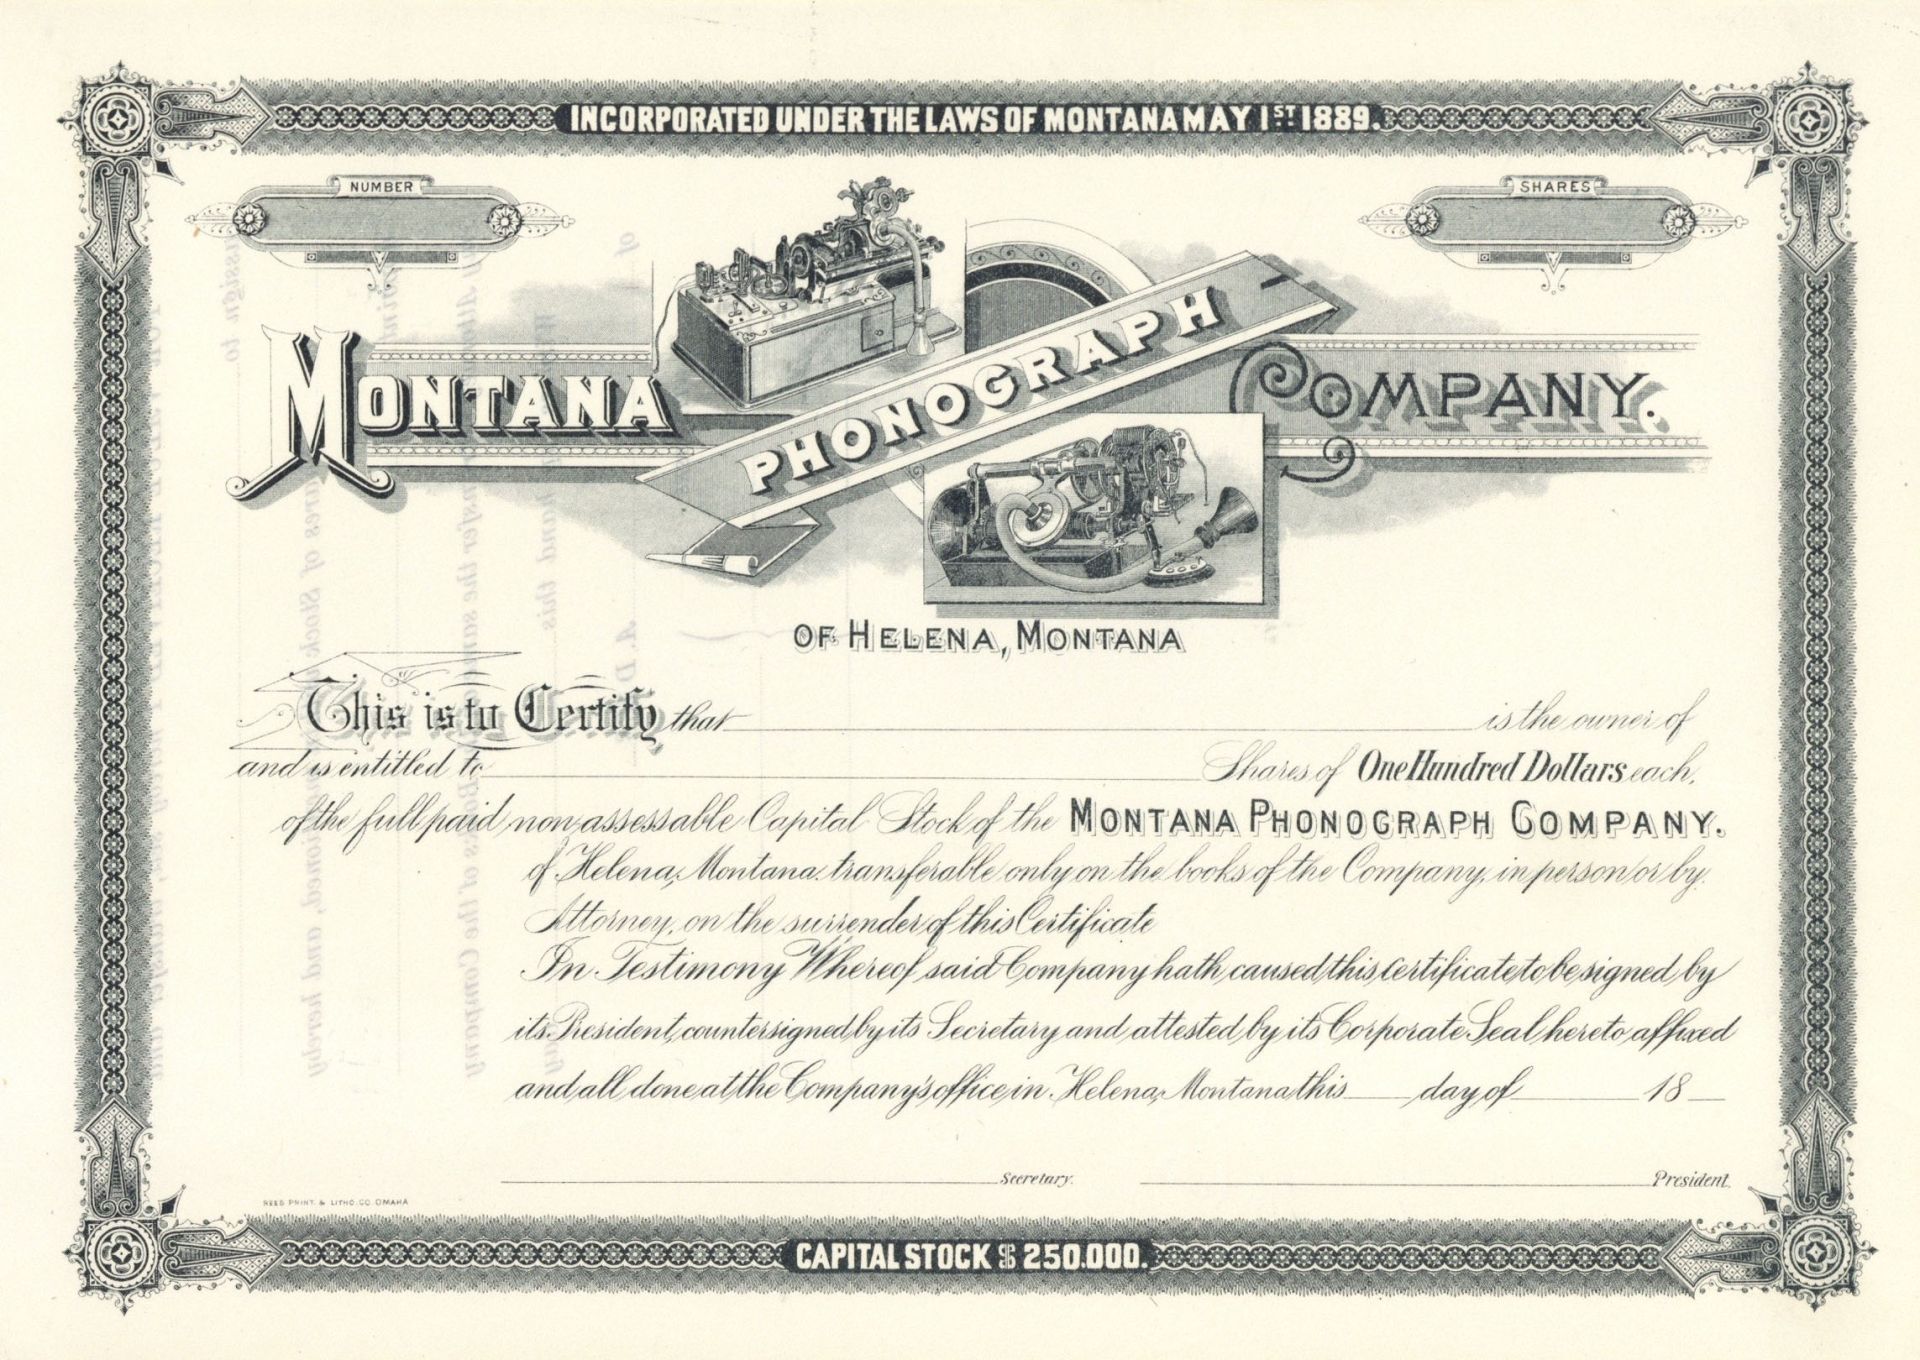 INCORPORATED UNDER THE LAWS OF MONTANA MAY 1ST 1889.
NUMBER
SHARES
MONTANA PHONOGRAPH COMPANY.
OF HELENA, MONTANA
This is to Certify that is the owner of
and is entitled to Shares of One Hundred Dollars each,
of the full paid non-assessable Capital Stock of the MONTANA PHONOGRAPH COMPANY.
of Helena, Montana. transferable only on the books of the Company, in person or by
Attorney, on the surrender of this Certificate
In Testimony Whereof said Company hath caused this certificate to be signed by
its President, countersigned by its Secretary and attested by its Corporate Seal hereto affixed
and all done at the Company's office in Helena, Montana this day of 18
Secretary.
President.
REES PRINT. & LITHO. CO. OMAHA
CAPITAL STOCK $ 250.000.